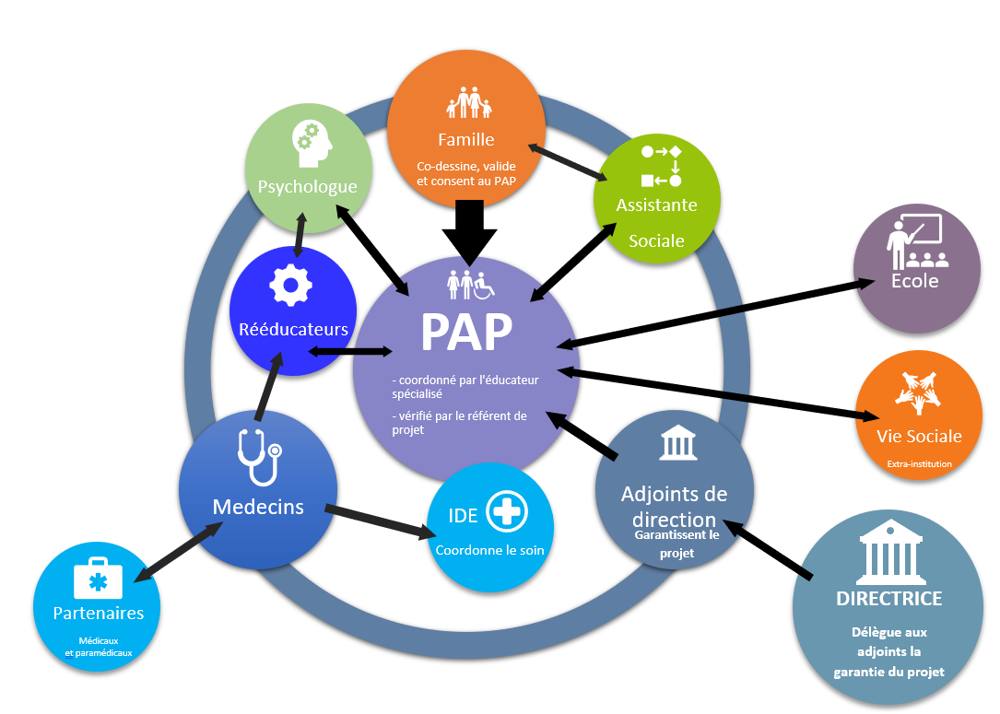 Famille
Co-dessine, valide
et consent au PAP
Psychologue
Assistante
Sociale
Rééducateurs
PAP
- coordonné par l'éducateur
spécialisé
- vérifié par le référent de
projet
Ecole
Vie Sociale
Extra-institution
Medecins
IDE
Coordonne le soin
Adjoints de
direction
Garantissent le
projet
Partenaires
Médicaux
et paramédicaux
DIRECTRICE
Délègue aux
adjoints la
garantie du projet